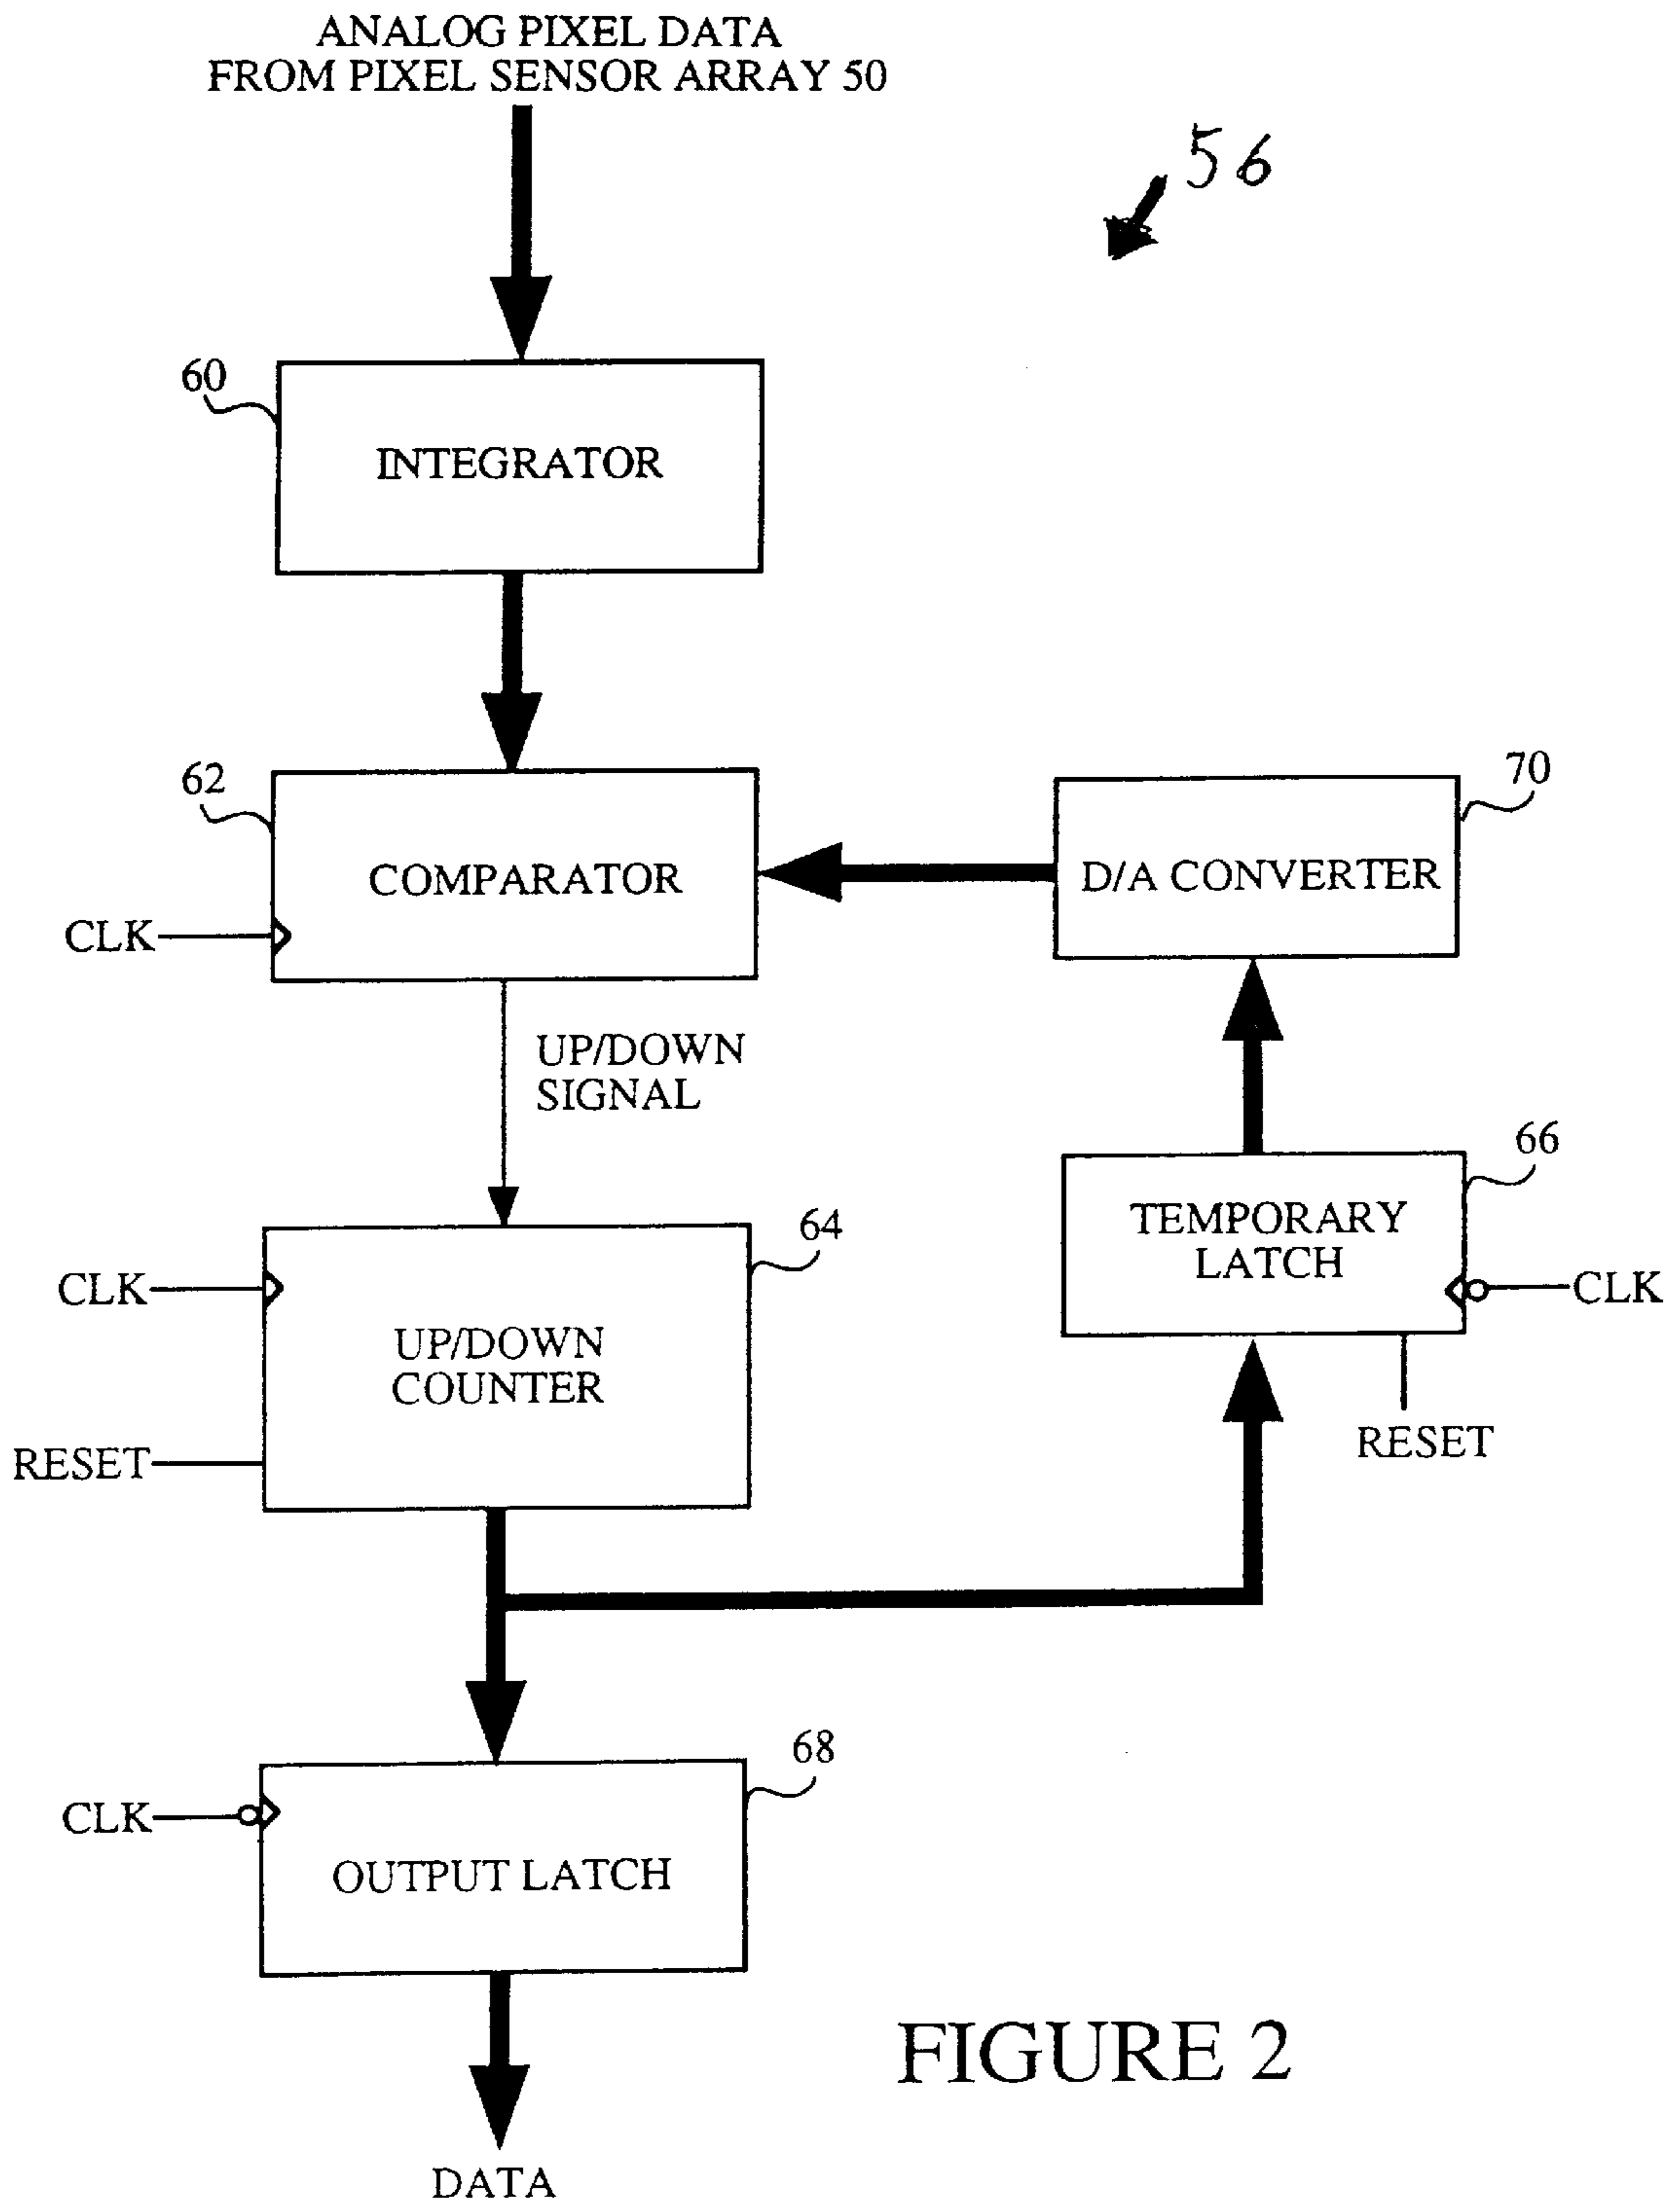 ANALOG PIXEL DATA
FROM PIXEL SENSOR ARRAY 50
56
60
INTEGRATOR
62
70
COMPARATOR
D/A CONVERTER
CLK
UP/DOWN
SIGNAL
66
64
TEMPORARY
LATCH
CLK
CLK
UP/DOWN
COUNTER
RESET
RESET
68
CLK
OUTPUT LATCH
FIGURE 2
DATA